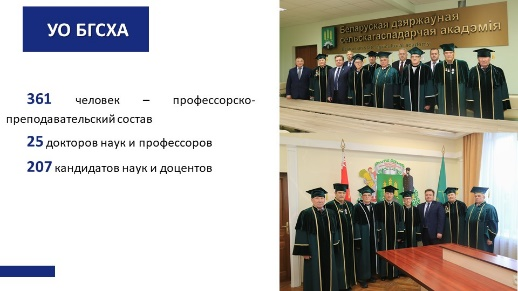 УО БГСХА
361 человек – профессорско-
преподавательский состав
25 докторов наук и профессоров
207 кандидатов наук и доцентов
Беларуская дзяржаўная
сельскагаспадарчая акадэмія